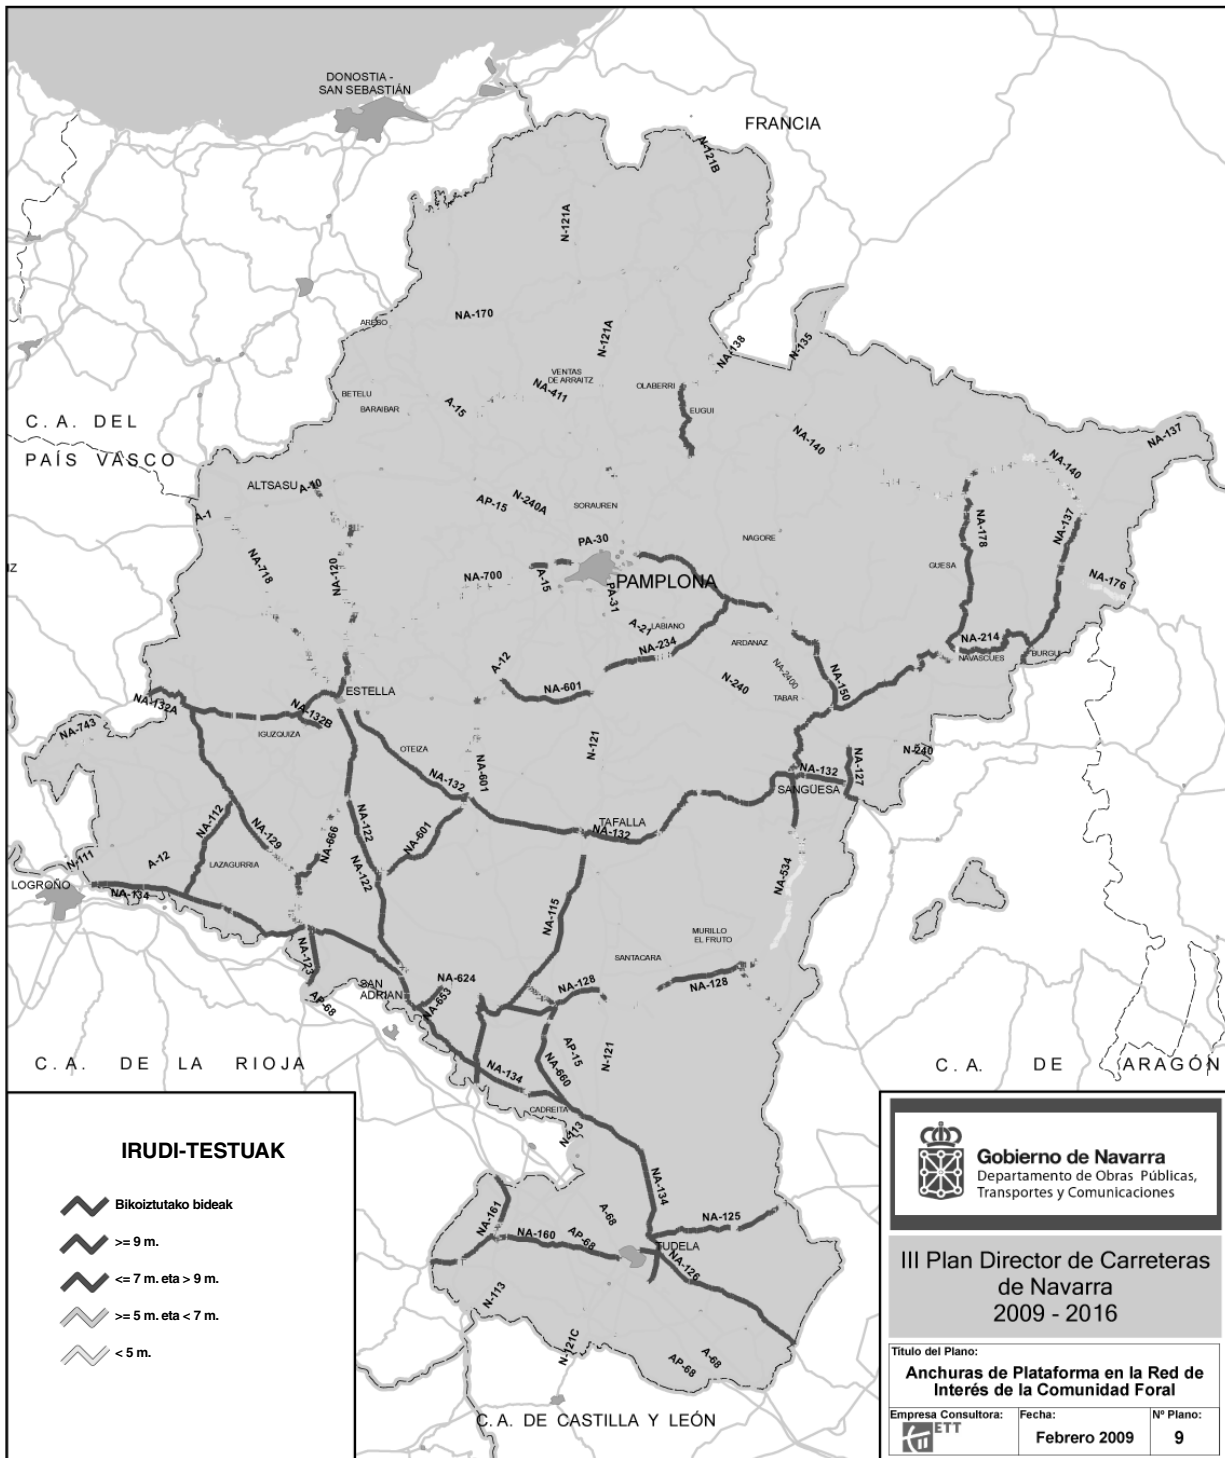 DONOSTIA -
SAN SEBASTIÁN
FRANCIA
N-121B
N-121A
NA-170
ARESO
N-121A
NA-138
N-135
VENTAS
DE ARRAITZ
NA-411
OLABERRI
EUGUI
BETELU
BARAIBAR
A-15
C. A. DEL
PAÍS VASCO
NA-140
NA-140
NA-137
ALTSASU
A-10
A-1
AP-15
N-240A
SORAUREN
NA-178
NA-137
PA-30
NAGORE
NA-718
NA-120
NA-700
A-15
PAMPLONA
PA-31
GUESA
NA-176
A-21
LABIANO
NA-234
ARDANAZ
NA-214
NAVASCUES
BURGUI
A-12
NA-601
N-240
NA-2400
TABAR
NA-150
ESTELLA
NA-132A
NA-132B
IGUZQUIZA
NA-743
OTEIZA
N-121
N-240
NA-132
NA-601
NA-132
NA-127
SANGÜESA
NA-112
NA-129
NA-666
NA-122
NA-601
TAFALLA
NA-132
N-111
A-12
LAZAGURRIA
NA-122
NA-534
LOGROÑO
NA-134
NA-115
MURILLO
EL FRUTO
NA-123
SANTACARA
NA-624
NA-128
NA-128
SAN
ADRIAN
NA-653
AP-68
C. A. DE LA RIOJA
NA-134
AP-15
NA-660
N-121
C. A. DE ARAGÓN
CADREITA
N-113
NA-134
NA-161
NA-160
A-68
AP-68
NA-125
TUDELA
NA-126
N-113
N-121C
AP-68
A-68
C.A. DE CASTILLA Y LEÓN
IRUDI-TESTUAK
Bikoiztutako bideak
>= 9 m.
<= 7 m. eta > 9 m.
>= 5 m. eta < 7 m.
< 5 m.
Gobierno de Navarra
Departamento de Obras Públicas,
Transportes y Comunicaciones
III Plan Director de Carreteras
de Navarra
2009 - 2016
Titulo del Plano:
Anchuras de Plataforma en la Red de
Interés de la Comunidad Foral
Empresa Consultora:
ETT
Fecha:
Febrero 2009
Nº Plano:
9